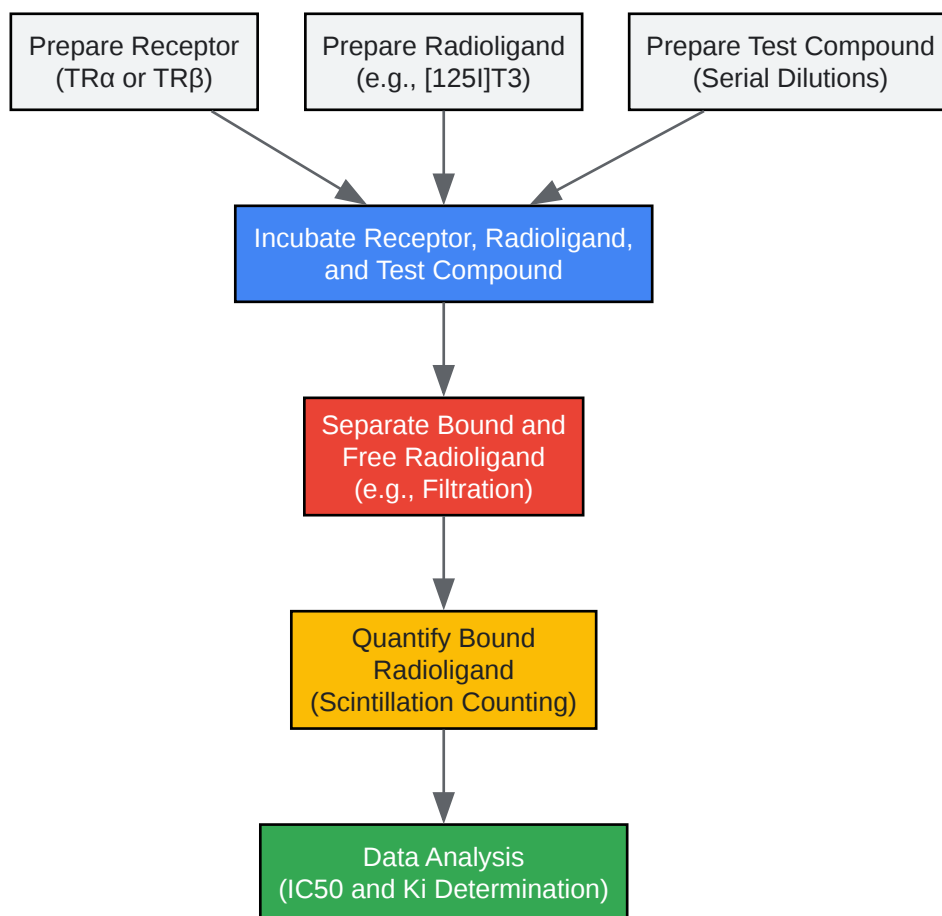 Prepare Receptor
(TRα or TRβ)
Prepare Radioligand
(e.g., [125I]T3)
Prepare Test Compound
(Serial Dilutions)
Incubate Receptor, Radioligand,
and Test Compound
Separate Bound and
Free Radioligand
(e.g., Filtration)
Quantify Bound
Radioligand
(Scintillation Counting)
Data Analysis
(IC50 and Ki Determination)